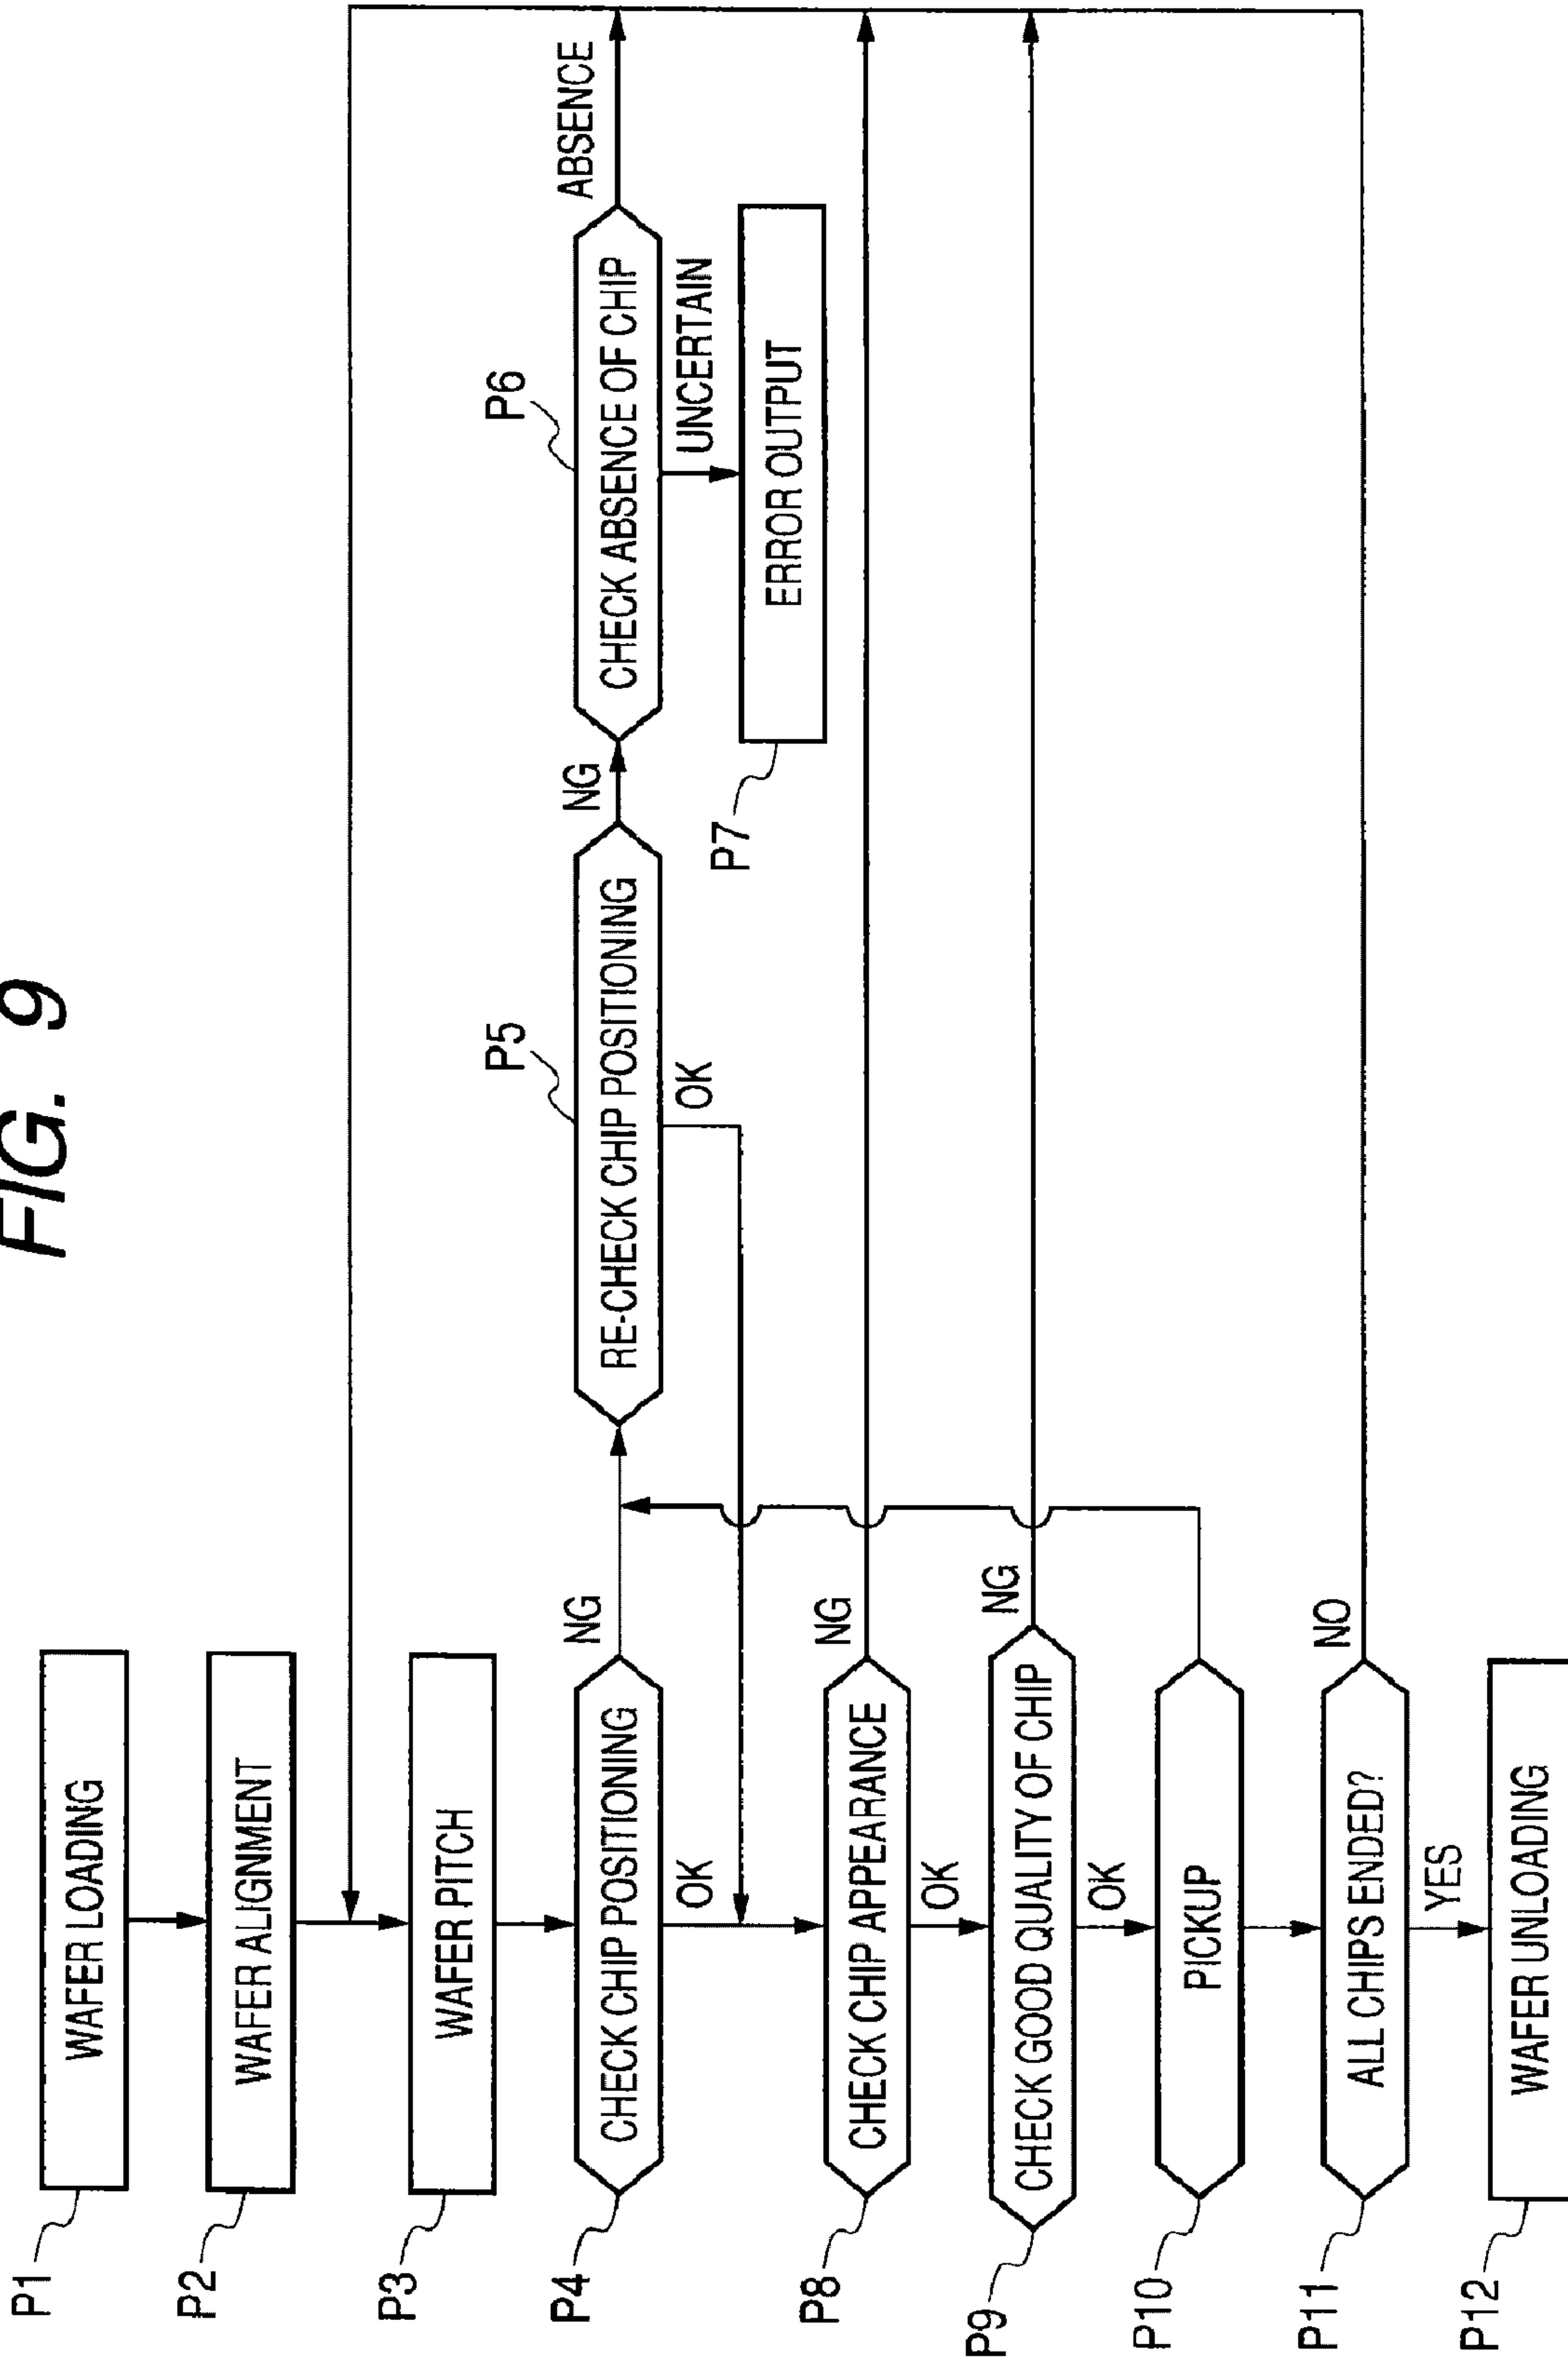 FIG. 9
P1
WAFER LOADING
P2
WAFER ALIGNMENT
P3
WAFER PITCH
P4
CHECK CHIP POSITIONING
NG
OK
P5
RE-CHECK CHIP POSITIONING
NG
OK
P6
CHECK ABSENCE OF CHIP
ABSENCE
UNCERTAIN
P7
ERROR OUTPUT
P8
CHECK CHIP APPEARANCE
NG
OK
P9
CHECK GOOD QUALITY OF CHIP
NG
OK
P10
PICKUP
P11
ALL CHIPS ENDED?
NO
YES
P12
WAFER UNLOADING